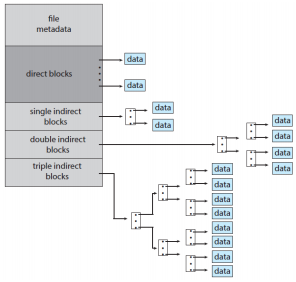 file
metadata
direct blocks
data
data
single indirect
blocks
data
data
double indirect
blocks
data
data
data
data
triple indirect
blocks
data
data
data
data
data
data
data
data